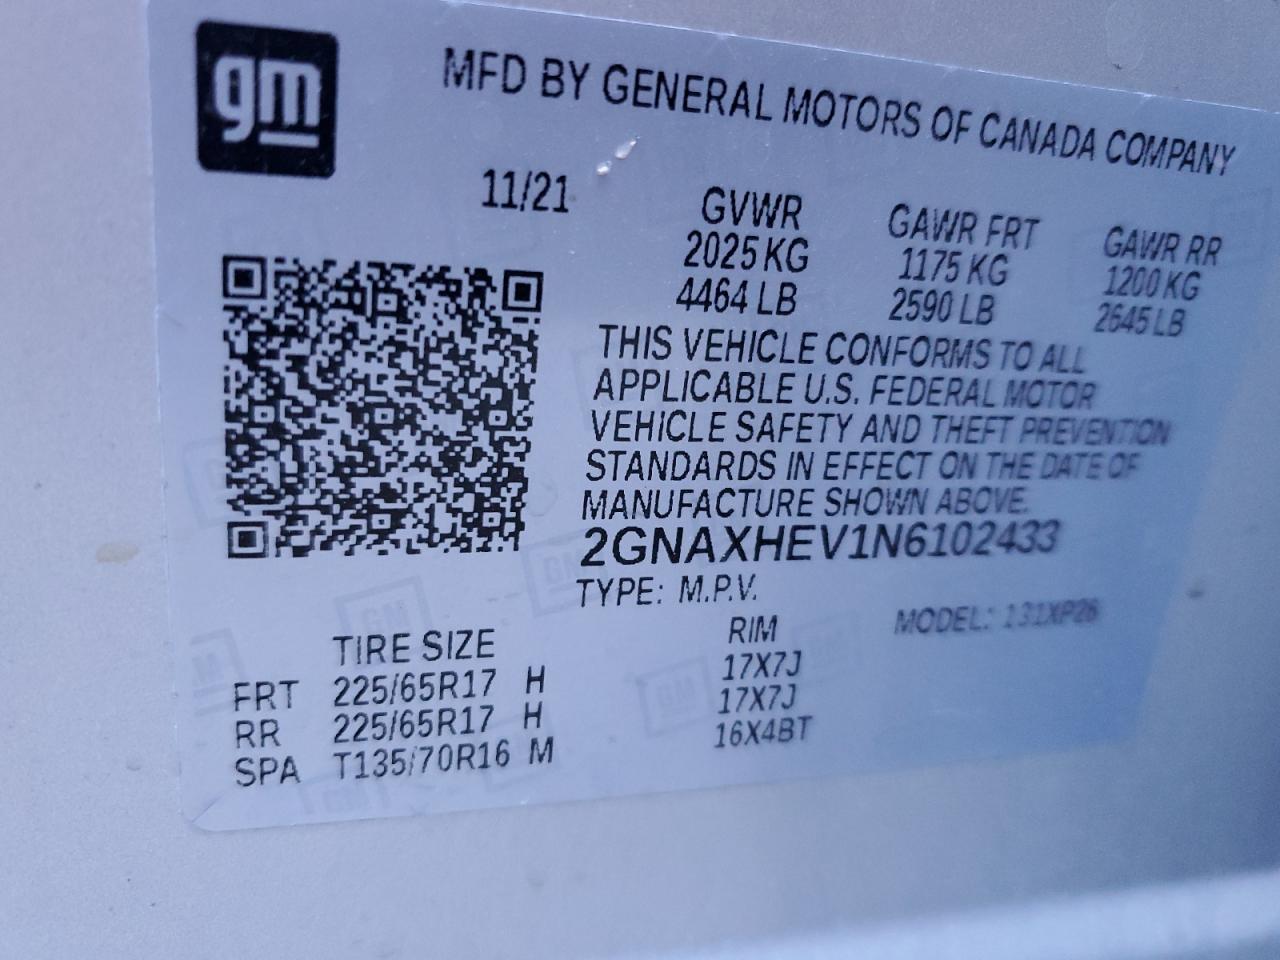 gm
MFD BY GENERAL MOTORS OF CANADA COMPANY
11/21
GVWR GAWR FRT GAWR RR
2025 KG 1175 KG 1200 KG
4464 LB 2590 LB 2645 LB
THIS VEHICLE CONFORMS TO ALL
APPLICABLE U.S. FEDERAL MOTOR
VEHICLE SAFETY AND THEFT PREVENTION
STANDARDS IN EFFECT ON THE DATE OF
MANUFACTURE SHOWN ABOVE.
2GNAXHEV1N6102433
TYPE: M.P.V. MODEL: 131XP26
TIRE SIZE RIM
FRT 225/65R17 H 17X7J
RR 225/65R17 H 17X7J
SPA T135/70R16 M 16X4BT